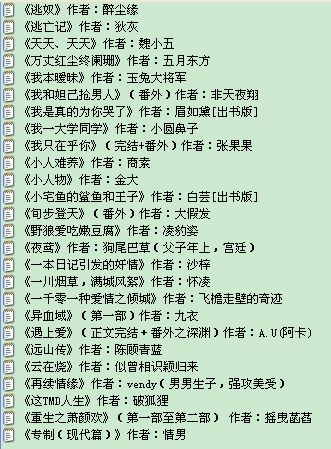 《逃奴》作者：醉尘缘
《逃亡记》作者：狄灰
《天天、天天》作者：魏小五
《万丈红尘终阑珊》作者：五月东方
《我本暧昧》作者：玉兔大将军
《我和妲己抢男人》（番外）作者：非天夜翔
《我是真的为你哭了》作者：眉如黛[出书版]
《我一大学同学》作者：小圆鼻子
《我只在乎你》（完结+番外）作者：张果果
《小人难养》作者：商素
《小人物》作者：金大
《小宅鱼的鲨鱼和王子》作者：白芸[出书版]
《旬步登天》（番外）作者：大假发
《野狼爱吃嫩豆腐》作者：凌豹姿
《夜鸢》作者：狗尾巴草（父子年上，宫廷）
《一本日记引发的奸情》作者：沙梓
《一川烟草，满城风絮》作者：怀凌
《一千零一种爱情之倾城》作者：飞檐走壁的奇迹
《异血域》（第一部）作者：九衣
《遇上爱》（正文完结+番外之深渊）作者：A.U(阿卡)
《远山传》作者：陈颀青蓝
《云在烧》作者：似曾相识颖归来
《再续情缘》作者：vendy（男男生子，强攻美受）
《这TMD人生》作者：破狐狸
《重生之萧颜欢》（第一部至第二部） 作者：摇曳菡萏
《专制（现代篇）》作者：情男